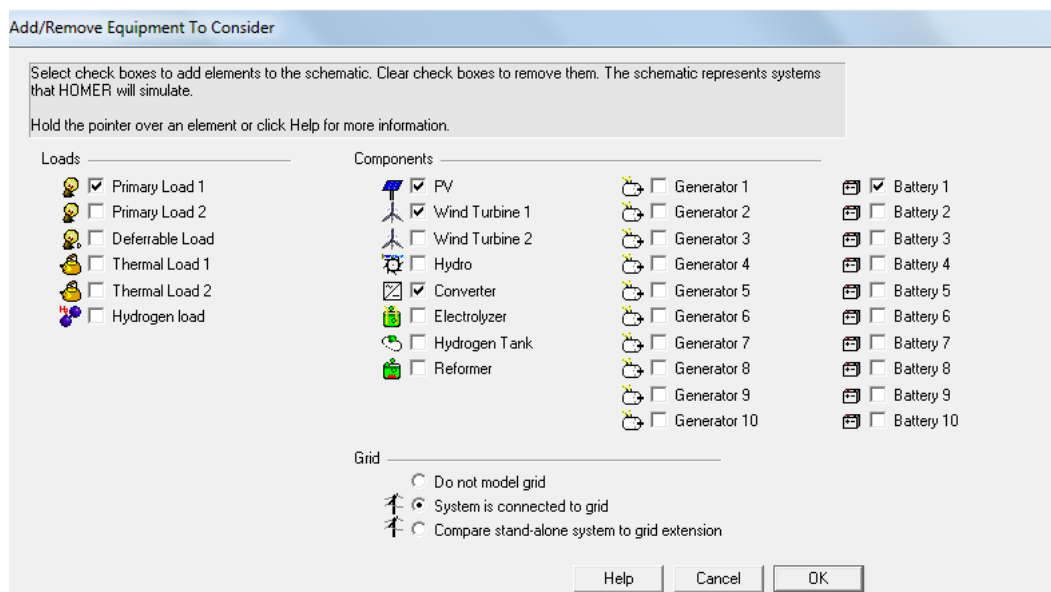 Add/Remove Equipment To Consider
Select check boxes to add elements to the schematic. Clear check boxes to remove them. The schematic represents systems
that HOMER will simulate.
Hold the pointer over an element or click Help for more information.
Loads
Primary Load 1
Primary Load 2
Deferrable Load
Thermal Load 1
Thermal Load 2
Hydrogen load
Components
PV
Wind Turbine 1
Wind Turbine 2
Hydro
Converter
Electrolyzer
Hydrogen Tank
Reformer
Generator 1
Generator 2
Generator 3
Generator 4
Generator 5
Generator 6
Generator 7
Generator 8
Generator 9
Generator 10
Battery 1
Battery 2
Battery 3
Battery 4
Battery 5
Battery 6
Battery 7
Battery 8
Battery 9
Battery 10
Grid
Do not model grid
System is connected to grid
Compare stand-alone system to grid extension
Help
Cancel
OK